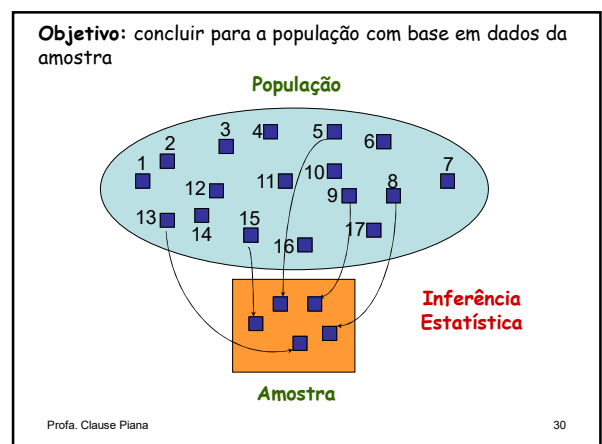 Objetivo: concluir para a população com base em dados da
amostra
População
1
2
3
4
5
6
7
8
9
10
11
12
13
14
15
16
17
Inferência
Estatística
Amostra
Profa. Clause Piana
30